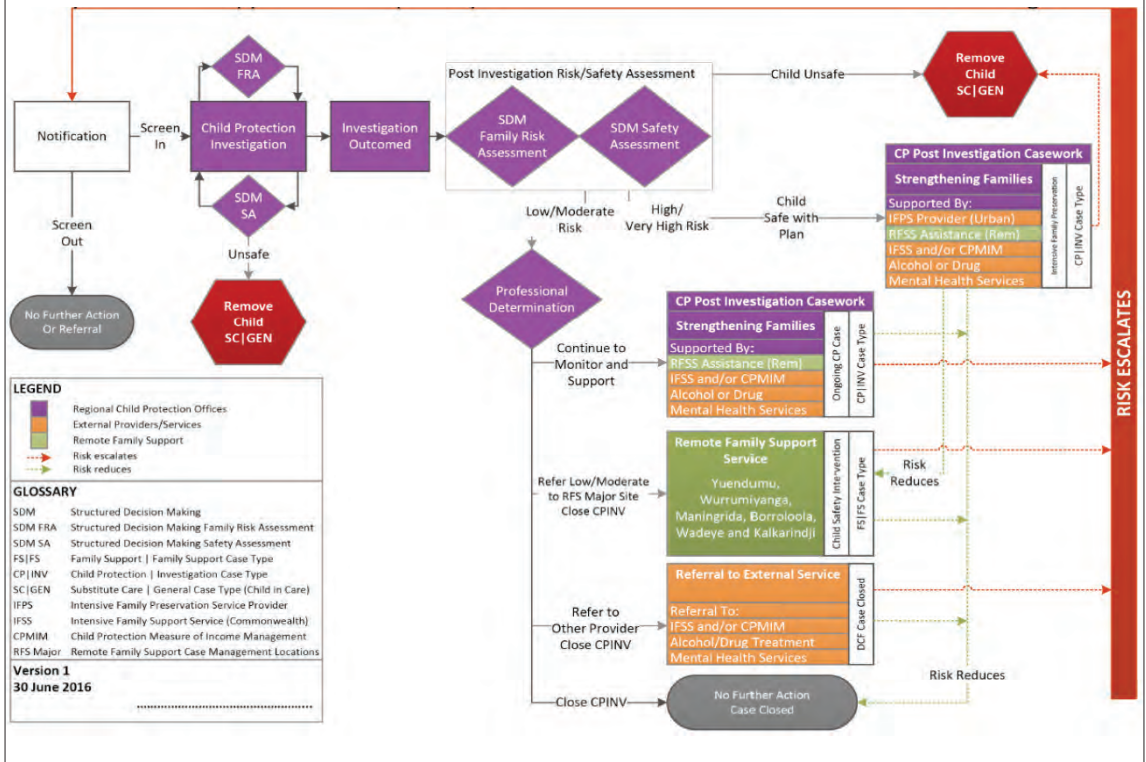 SDM
FRA
Notification
Screen
In
Child Protection
Investigation
Investigation
Outcomed
SDM
SA
Screen
Out
Unsafe
No Further Action
Or Referral
Remove
Child
SC|GEN
Post Investigation Risk/Safety Assessment
SDM
Family Risk
Assessment
SDM Safety
Assessment
Child Unsafe
Remove
Child
SC|GEN
Low/Moderate
Risk
High/
Very High Risk
Child
Safe with
Plan
CP Post Investigation Casework
Strengthening Families
Supported By:
IFPS Provider (Urban)
RFSS Assistance (Rem)
IFSS and/or CPMIM
Alcohol or Drug
Mental Health Services
Intensive Family Preservation
CP|INV Case Type
RISK ESCALATES
Professional
Determination
Continue to
Monitor and
Support
CP Post Investigation Casework
Strengthening Families
Supported By:
RFSS Assistance (Rem)
IFSS and/or CPMIM
Alcohol or Drug
Mental Health Services
Ongoing CP Case
CP|INV Case Type
Refer Low/Moderate
to RFS Major Site
Close CPINV
Remote Family Support
Service
Yuendumu,
Wurrumiyanga,
Maningrida, Borroloola,
Wadeye and Kalkarindji
Child Safety Intervention
FS|FS Case Type
Risk
Reduces
Refer to
Other Provider
Close CPINV
Referral to External Service
Referral To:
IFSS and/or CPMIM
Alcohol/Drug Treatment
Mental Health Services
DCF Case Closed
Risk Reduces
Close CPINV
No Further Action
Case Closed
LEGEND
Regional Child Protection Offices
External Providers/Services
Remote Family Support
Risk escalates
Risk reduces
GLOSSARY
SDM Structured Decision Making
SDM FRA Structured Decision Making Family Risk Assessment
SDM SA Structured Decision Making Safety Assessment
FS|FS Family Support | Family Support Case Type
CP|INV Child Protection | Investigation Case Type
SC|GEN Substitute Care | General Case Type (Child in Care)
IFPS Intensive Family Preservation Service Provider
IFSS Intensive Family Support Service (Commonwealth)
CPMIM Child Protection Measure of Income Management
RFS Major Remote Family Support Case Management Locations
Version 1
30 June 2016